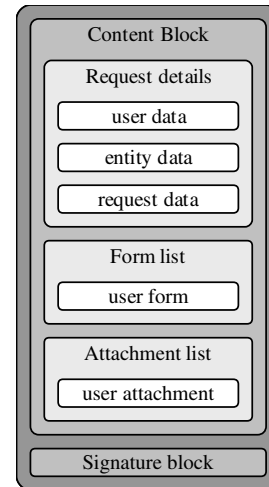 Content Block
Request details
user data
entity data
request data
Form list
user form
Attachment list
user attachment
Signature block